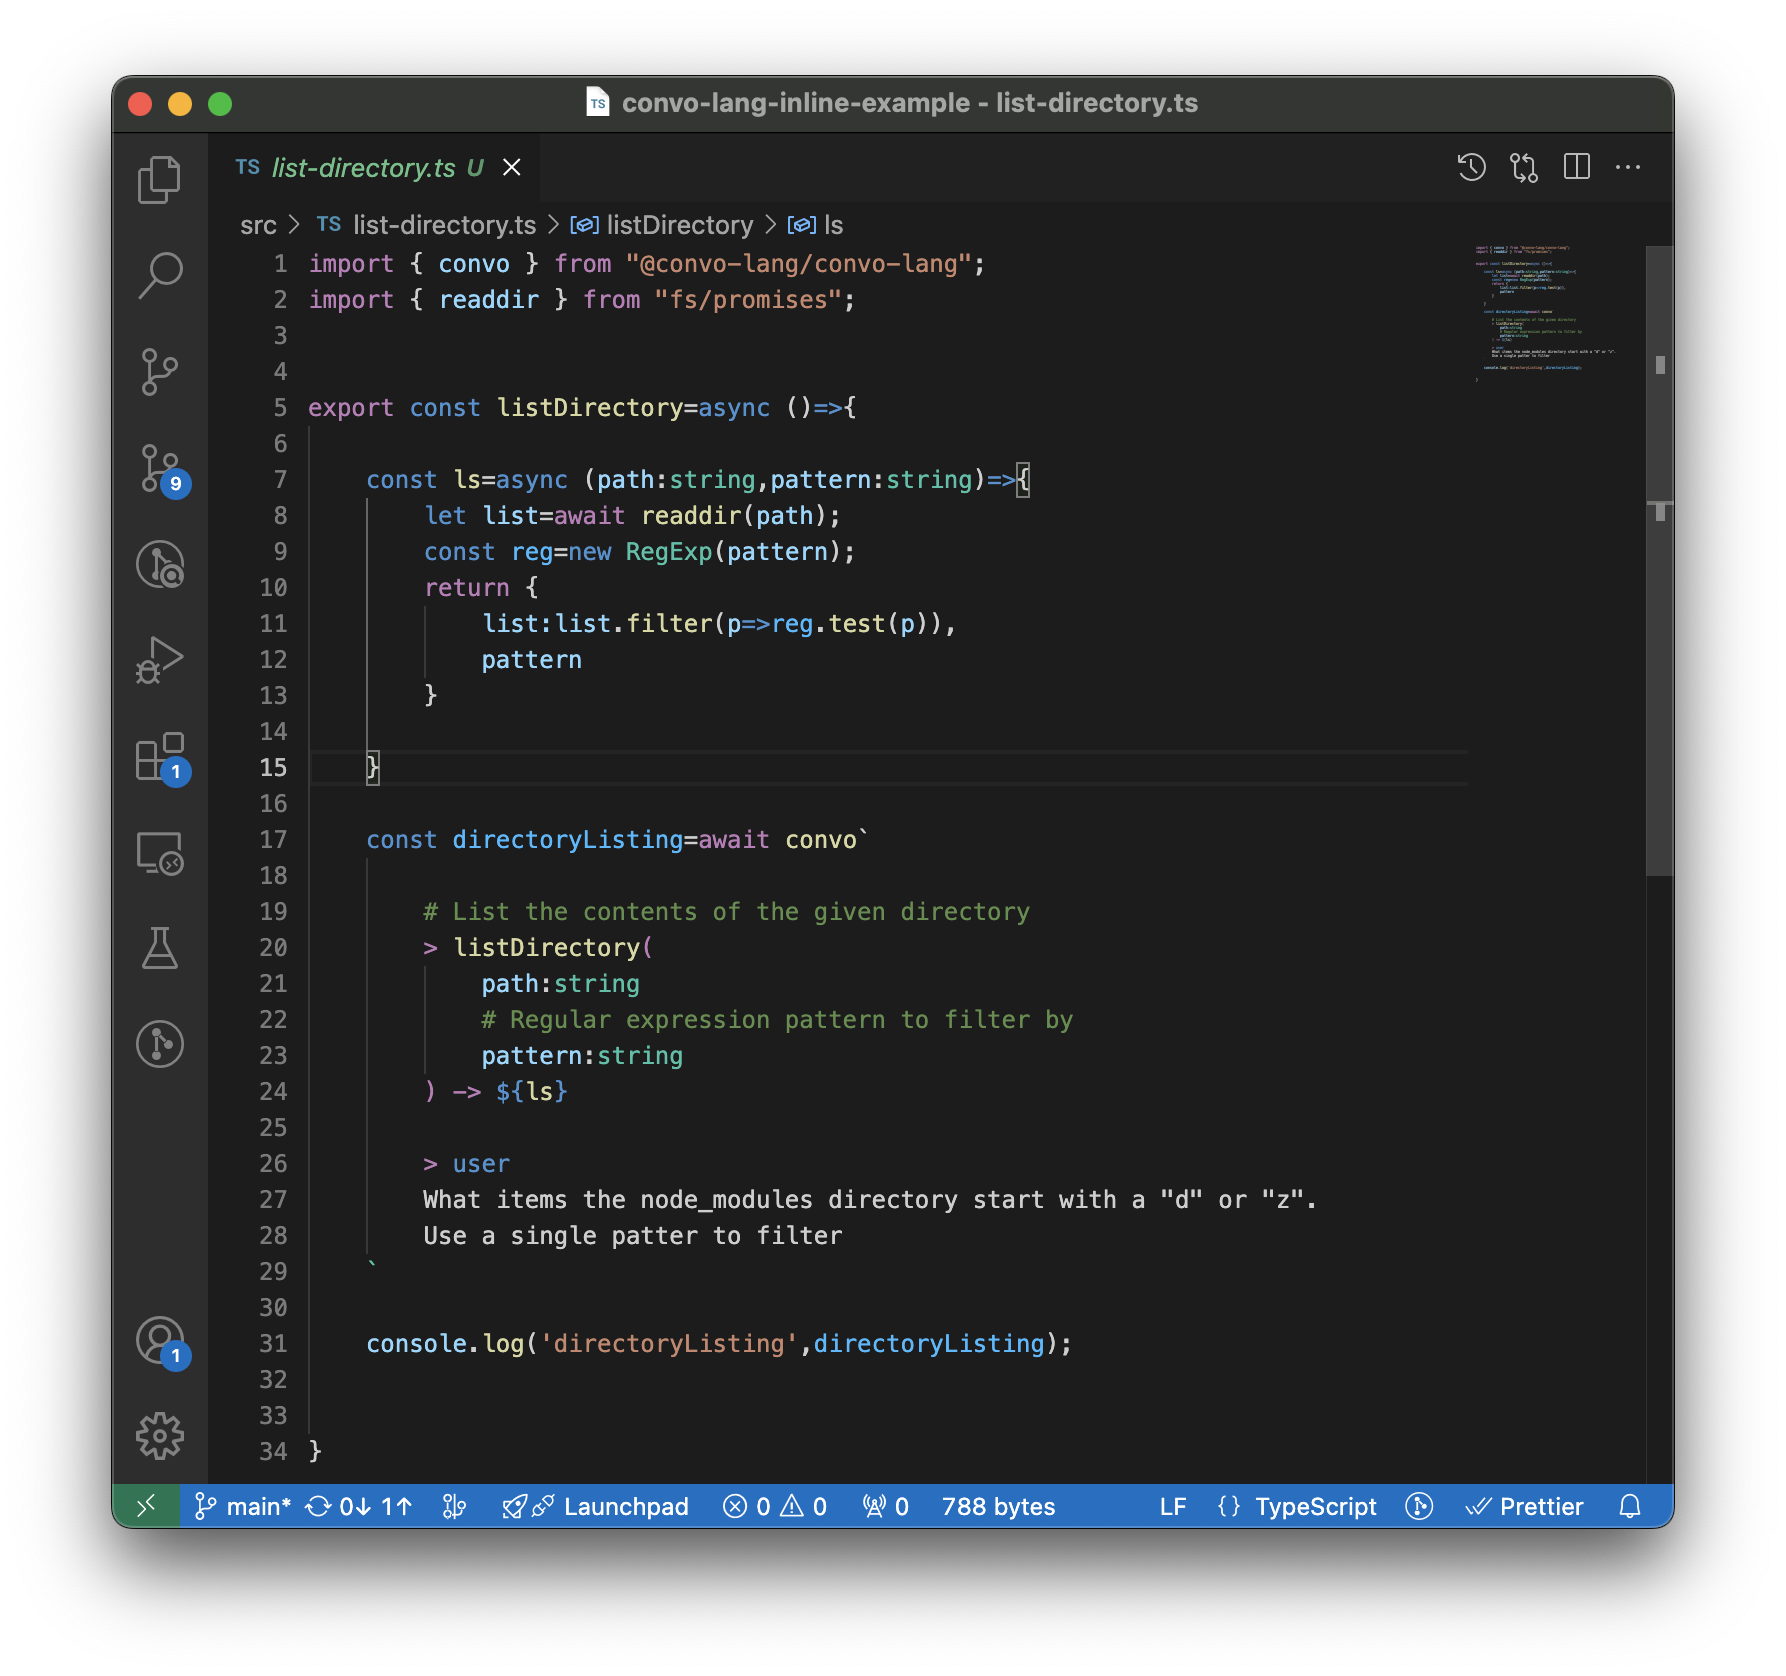 TS convo-lang-inline-example - list-directory.ts
TS list-directory.ts U
src > TS list-directory.ts > listDirectory > ls
1 import { convo } from "@convo-lang/convo-lang";
2 import { readdir } from "fs/promises";
3
4
5 export const listDirectory=async ()=>{
6
7 const ls=async (path:string,pattern:string)=>{
8 let list=await readdir(path);
9 const reg=new RegExp(pattern);
10 return {
11 list:list.filter(p=>reg.test(p)),
12 pattern
13 }
14
15 }
16
17 const directoryListing=await convo`
18
19 # List the contents of the given directory
20 > listDirectory(
21 path:string
22 # Regular expression pattern to filter by
23 pattern:string
24 ) -> ${ls}
25
26 > user
27 What items the node_modules directory start with a "d" or "z".
28 Use a single patter to filter
29 `
30
31 console.log('directoryListing',directoryListing);
32
33
34 }
9
1
1
main* 0↓ 1↑ Launchpad 0 0 0 788 bytes LF {} TypeScript Prettier